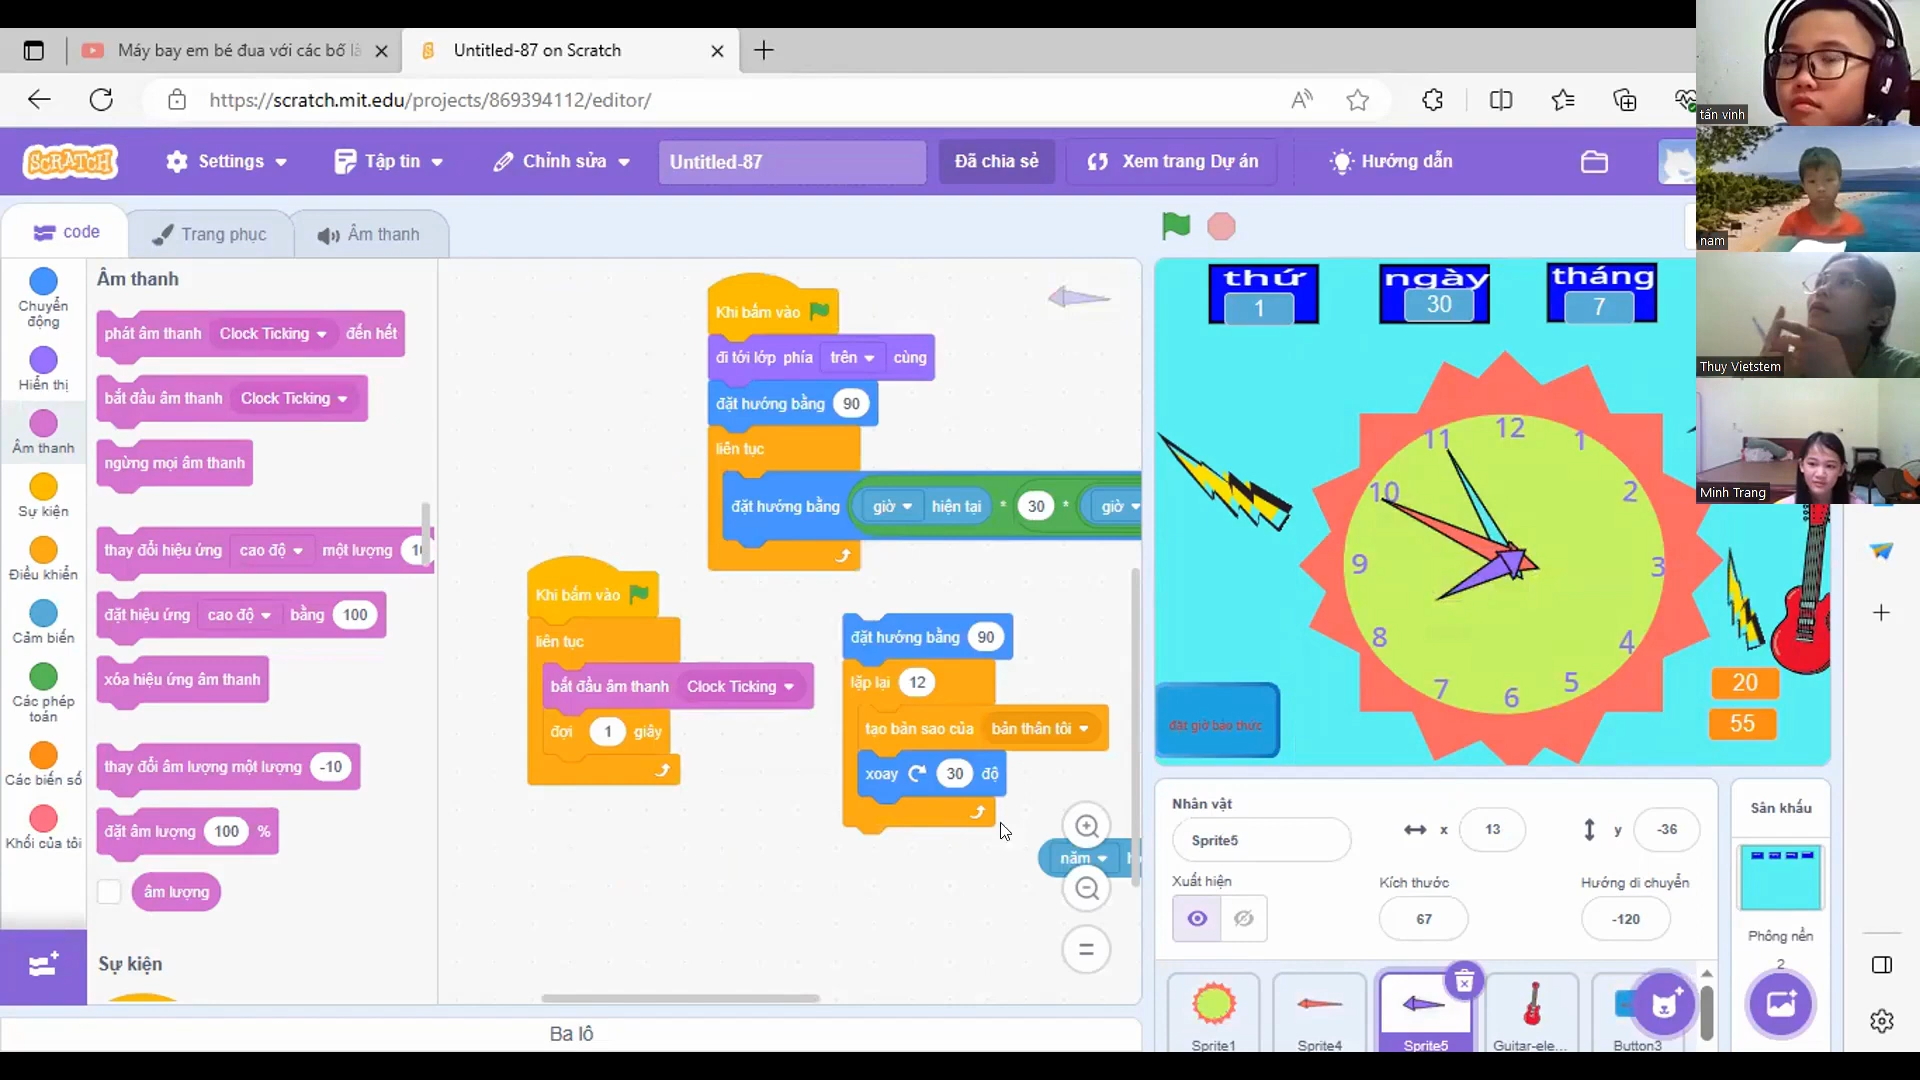 Máy bay em bé đua với các bố là
Untitled-87 on Scratch
https://scratch.mit.edu/projects/869394112/editor/
SCRATCH
Settings
Tập tin
Chỉnh sửa
Untitled-87
Đã chia sẻ
Xem trang Dự án
Hướng dẫn
tấn vinh
nam
Thuy Vietstem
Minh Trang
code
Trang phục
Âm thanh
Chuyển động
Hiển thị
Âm thanh
Sự kiện
Điều khiển
Cảm biến
Các phép toán
Các biến số
Khối của tôi
Âm thanh
phát âm thanh Clock Ticking đến hết
bắt đầu âm thanh Clock Ticking
ngừng mọi âm thanh
thay đổi hiệu ứng cao độ một lượng 10
đặt hiệu ứng cao độ bằng 100
xóa hiệu ứng âm thanh
thay đổi âm lượng một lượng -10
đặt âm lượng 100 %
âm lượng
Sự kiện
Khi bấm vào
đi tới lớp phía trên cùng
đặt hướng bằng 90
liên tục
đặt hướng bằng giờ hiện tại * 30 * giờ
Khi bấm vào
liên tục
bắt đầu âm thanh Clock Ticking
đợi 1 giây
đặt hướng bằng 90
lặp lại 12
tạo bản sao của bản thân tôi
xoay 30 độ
năm
Ba lô
thứ
1
ngày
30
tháng
7
12
1
2
3
4
5
6
7
8
9
10
11
đặt giờ báo thức
20
55
Nhân vật
Sprite5
x 13
y -36
Xuất hiện
Kích thước
67
Hướng di chuyển
-120
Sprite1
Sprite4
Sprite5
Guitar-ele...
Button3
Sân khấu
Phông nền
2